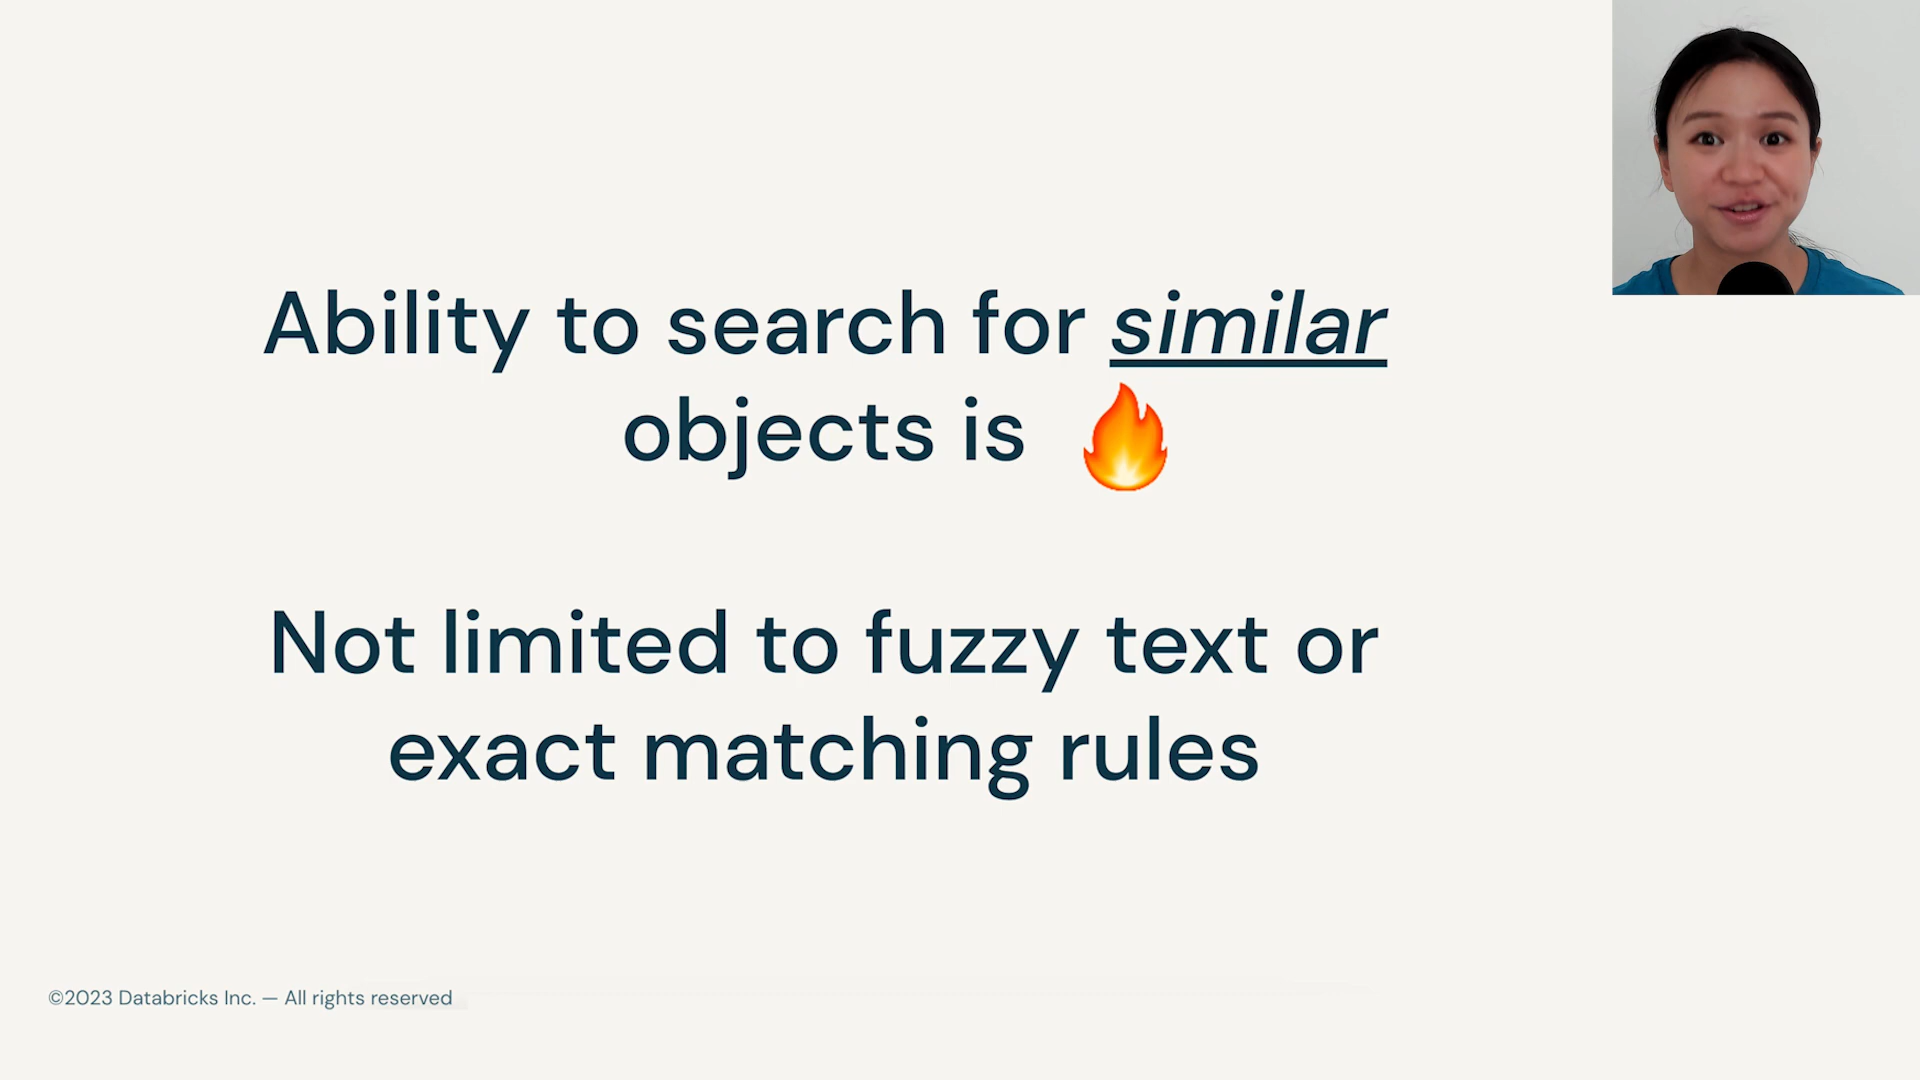 Ability to search for similar
objects is 🔥
Not limited to fuzzy text or
exact matching rules
©2023 Databricks Inc. — All rights reserved